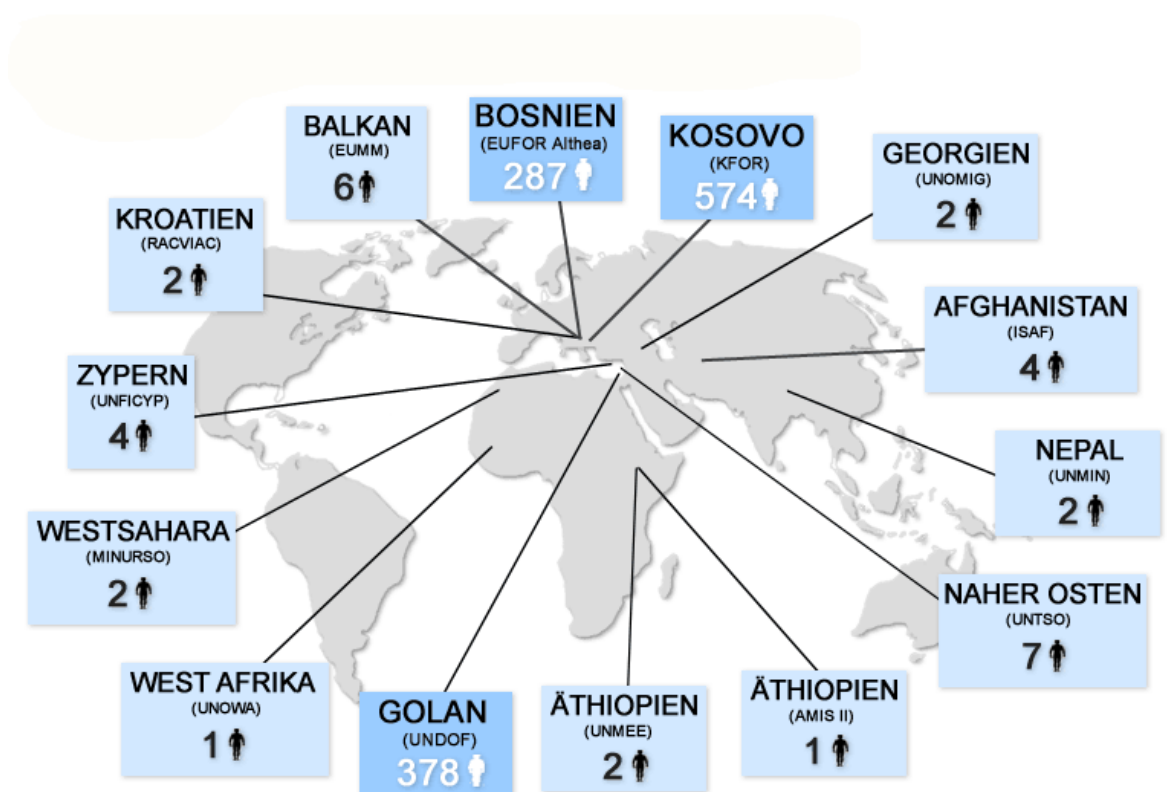 BALKAN
(EUMM)
6
BOSNIEN
(EUFOR Althea)
287
KOSOVO
(KFOR)
574
GEORGIEN
(UNOMIG)
2
KROATIEN
(RACVIAC)
2
AFGHANISTAN
(ISAF)
4
ZYPERN
(UNFICYP)
4
NEPAL
(UNMIN)
2
WESTSAHARA
(MINURSO)
2
NAHER OSTEN
(UNTSO)
7
WEST AFRIKA
(UNOWA)
1
GOLAN
(UNDOF)
378
ÄTHIOPIEN
(UNMEE)
2
ÄTHIOPIEN
(AMIS II)
1